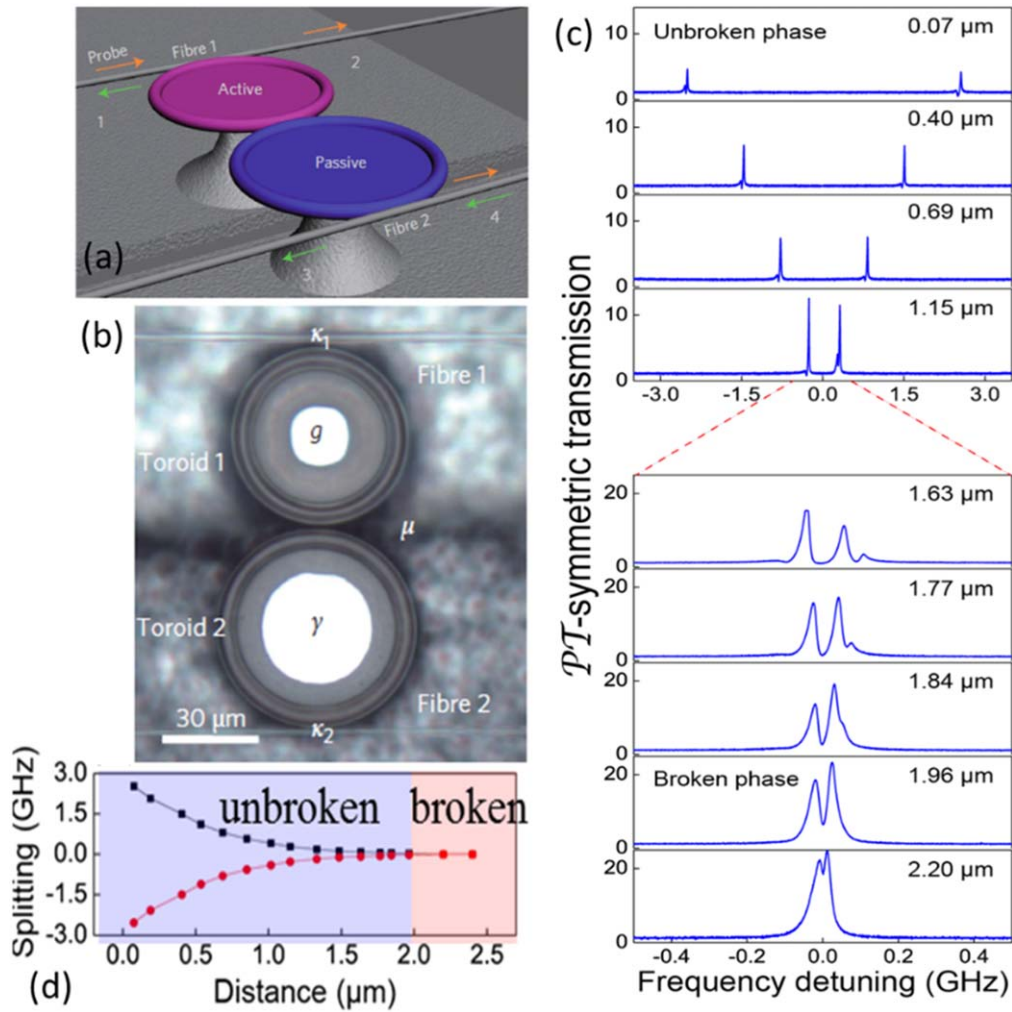 (a)
Probe
Fibre 1
2
Active
1
Passive
Fibre 2
4
3
(b)
κ₁
Fibre 1
g
Toroid 1
μ
Toroid 2
γ
Fibre 2
30 μm
κ₂
(c)
PT-symmetric transmission
Unbroken phase
0.07 μm
10
0
0.40 μm
10
0
0.69 μm
10
0
1.15 μm
10
0
-3.0 -1.5 0.0 1.5 3.0
1.63 μm
20
0
1.77 μm
20
0
1.84 μm
20
0
Broken phase
1.96 μm
20
0
2.20 μm
20
0
-0.4 -0.2 0.0 0.2 0.4
Frequency detuning (GHz)
(d)
Splitting (GHz)
3.0
1.5
0.0
-1.5
-3.0
unbroken broken
0.0 0.5 1.0 1.5 2.0 2.5
Distance (μm)